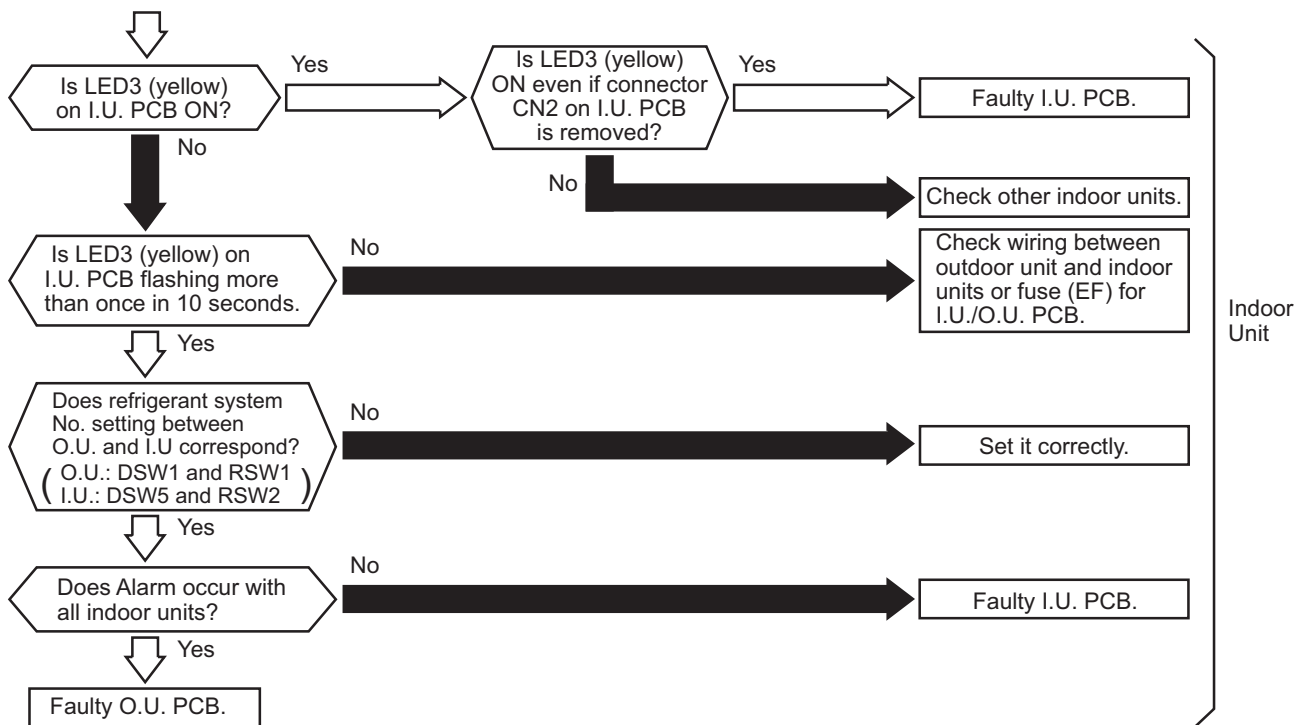 Is LED3 (yellow)
on I.U. PCB ON?
Yes
Is LED3 (yellow)
ON even if connector
CN2 on I.U. PCB
is removed?
Yes
Faulty I.U. PCB.
No
No
Check other indoor units.
Is LED3 (yellow) on
I.U. PCB flashing more
than once in 10 seconds.
No
Check wiring between
outdoor unit and indoor
units or fuse (EF) for
I.U./O.U. PCB.
Indoor
Unit
Yes
Does refrigerant system
No. setting between
O.U. and I.U correspond?
( O.U.: DSW1 and RSW1 )
I.U.: DSW5 and RSW2
No
Set it correctly.
Yes
Does Alarm occur with
all indoor units?
No
Faulty I.U. PCB.
Yes
Faulty O.U. PCB.